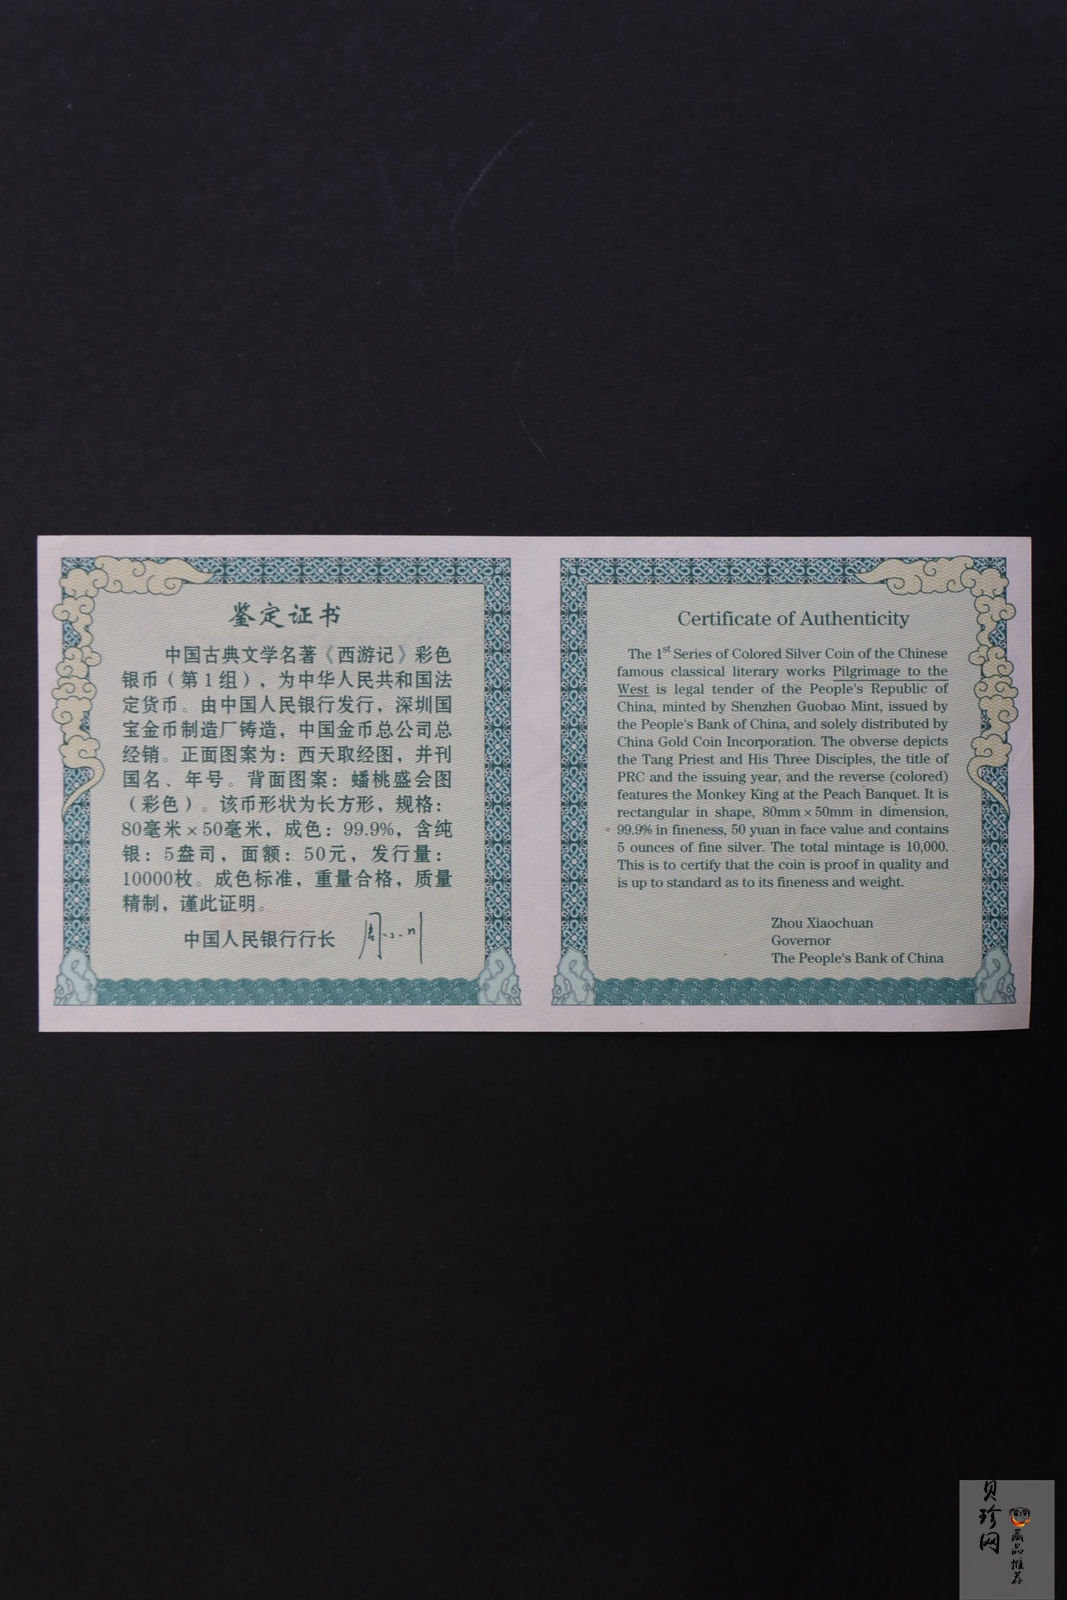 鉴定证书
中国古典文学名著《西游记》彩色
银币（第1组），为中华人民共和国法
定货币。由中国人民银行发行，深圳国
宝金币制造厂铸造，中国金币总公司总
经销。正面图案为：西天取经图，并刊
国名、年号。背面图案：蟠桃盛会图
（彩色）。该币形状为长方形，规格：
80毫米×50毫米，成色：99.9%，含纯
银：5盎司，面额：50元，发行量：
10000枚。成色标准，重量合格，质量
精制，谨此证明。
中国人民银行行长 周小川
Certificate of Authenticity
The 1st Series of Colored Silver Coin of the Chinese
famous classical literary works Pilgrimage to the
West is legal tender of the People's Republic of
China, minted by Shenzhen Guobao Mint, issued by
the People's Bank of China, and solely distributed by
China Gold Coin Incorporation. The obverse depicts
the Tang Priest and His Three Disciples, the title of
PRC and the issuing year, and the reverse (colored)
features the Monkey King at the Peach Banquet. It is
rectangular in shape, 80mm×50mm in dimension,
99.9% in fineness, 50 yuan in face value and contains
5 ounces of fine silver. The total mintage is 10,000.
This is to certify that the coin is proof in quality and
is up to standard as to its fineness and weight.
Zhou Xiaochuan
Governor
The People's Bank of China
贝珍网
藏品推荐